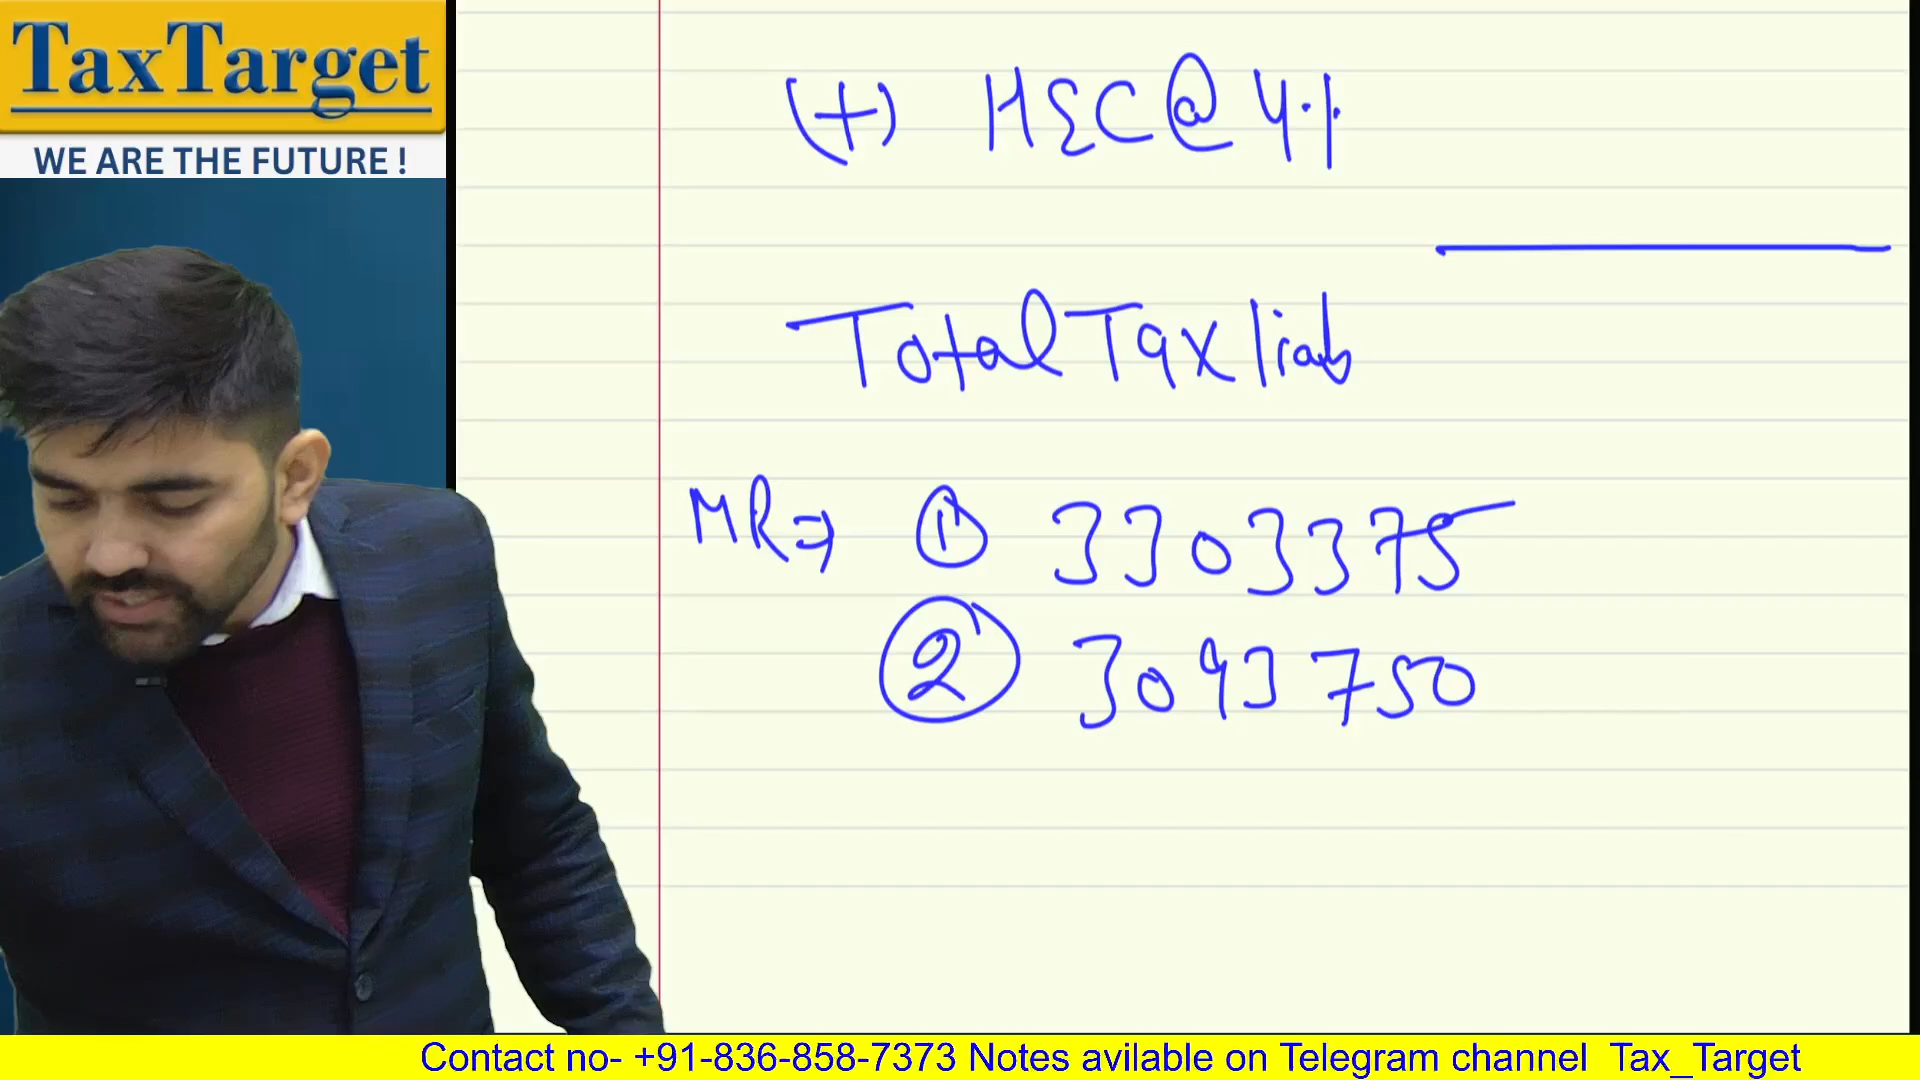 TaxTarget
WE ARE THE FUTURE !
(+) HEC @ 4%
Total Tax liab
MR⇒ ① 3303375
② 3093750
Contact no- +91-836-858-7373 Notes avilable on Telegram channel Tax_Target